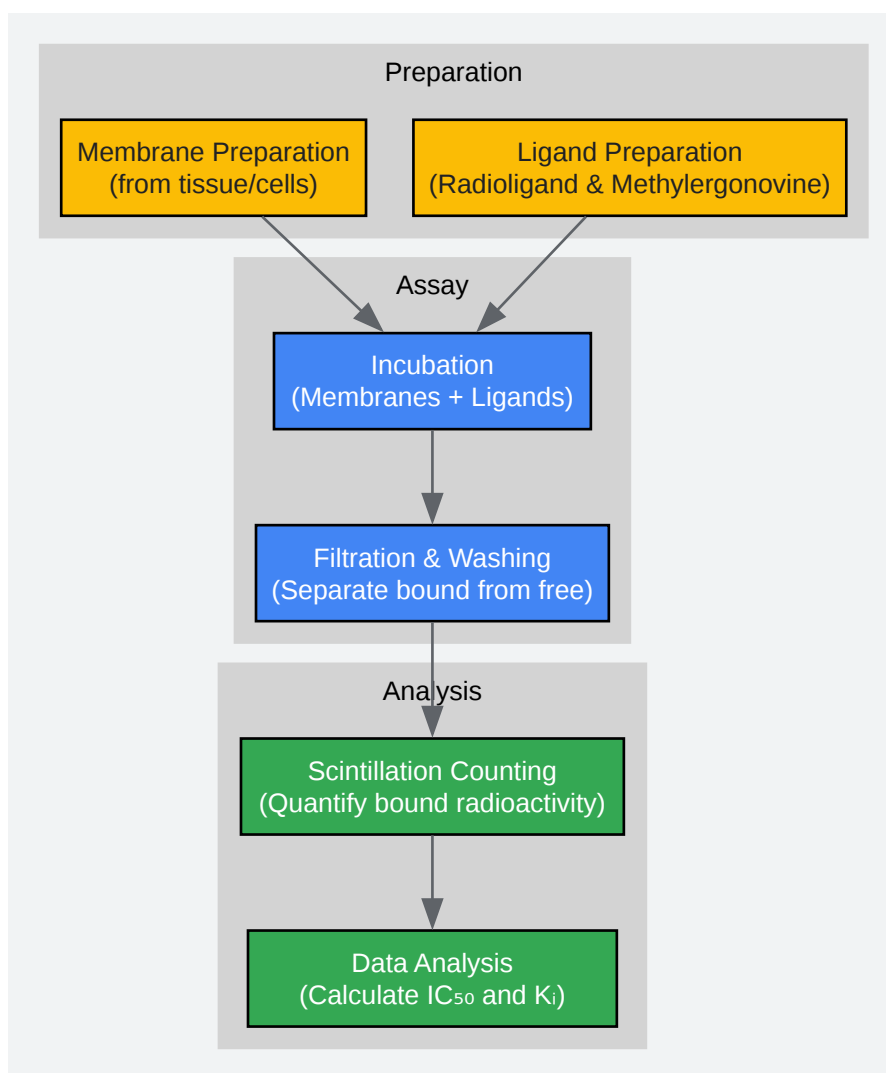 Preparation
Membrane Preparation
(from tissue/cells)
Ligand Preparation
(Radioligand & Methylergonovine)
Assay
Incubation
(Membranes + Ligands)
Filtration & Washing
(Separate bound from free)
Analysis
Scintillation Counting
(Quantify bound radioactivity)
Data Analysis
(Calculate IC₅₀ and Kᵢ)